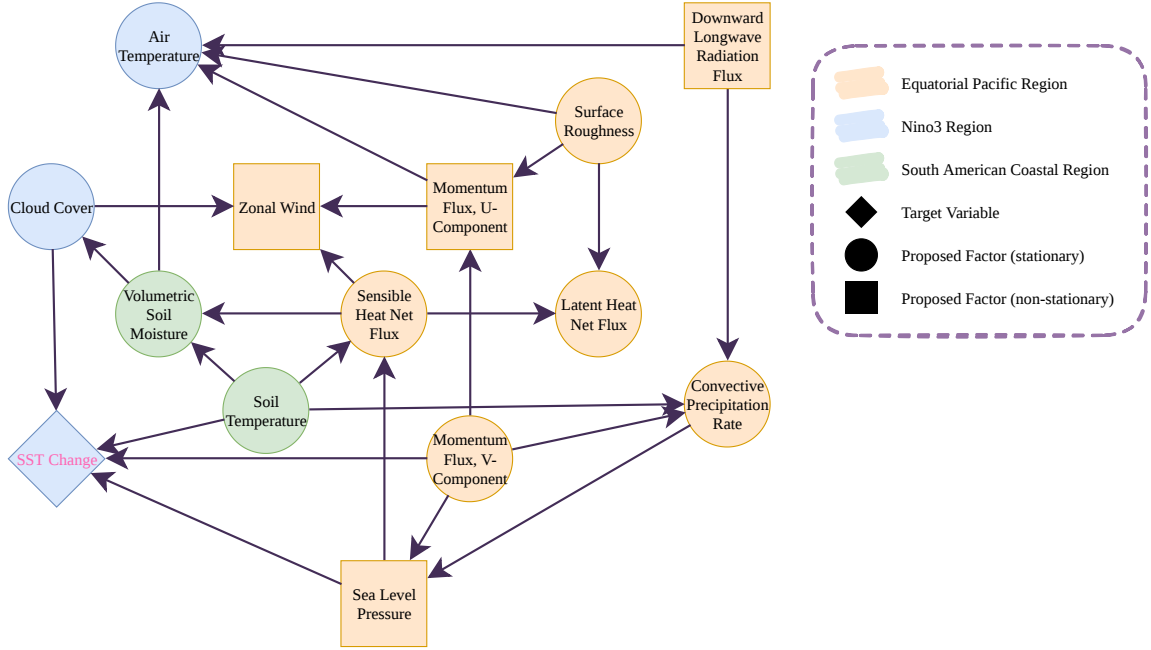 Air
Temperature
Downward
Longwave
Radiation
Flux
Surface
Roughness
Cloud Cover
Zonal Wind
Momentum
Flux, U-
Component
Volumetric
Soil
Moisture
Sensible
Heat Net
Flux
Latent Heat
Net Flux
Soil
Temperature
Convective
Precipitation
Rate
SST Change
Momentum
Flux, V-
Component
Sea Level
Pressure
Equatorial Pacific Region
Nino3 Region
South American Coastal Region
Target Variable
Proposed Factor (stationary)
Proposed Factor (non-stationary)